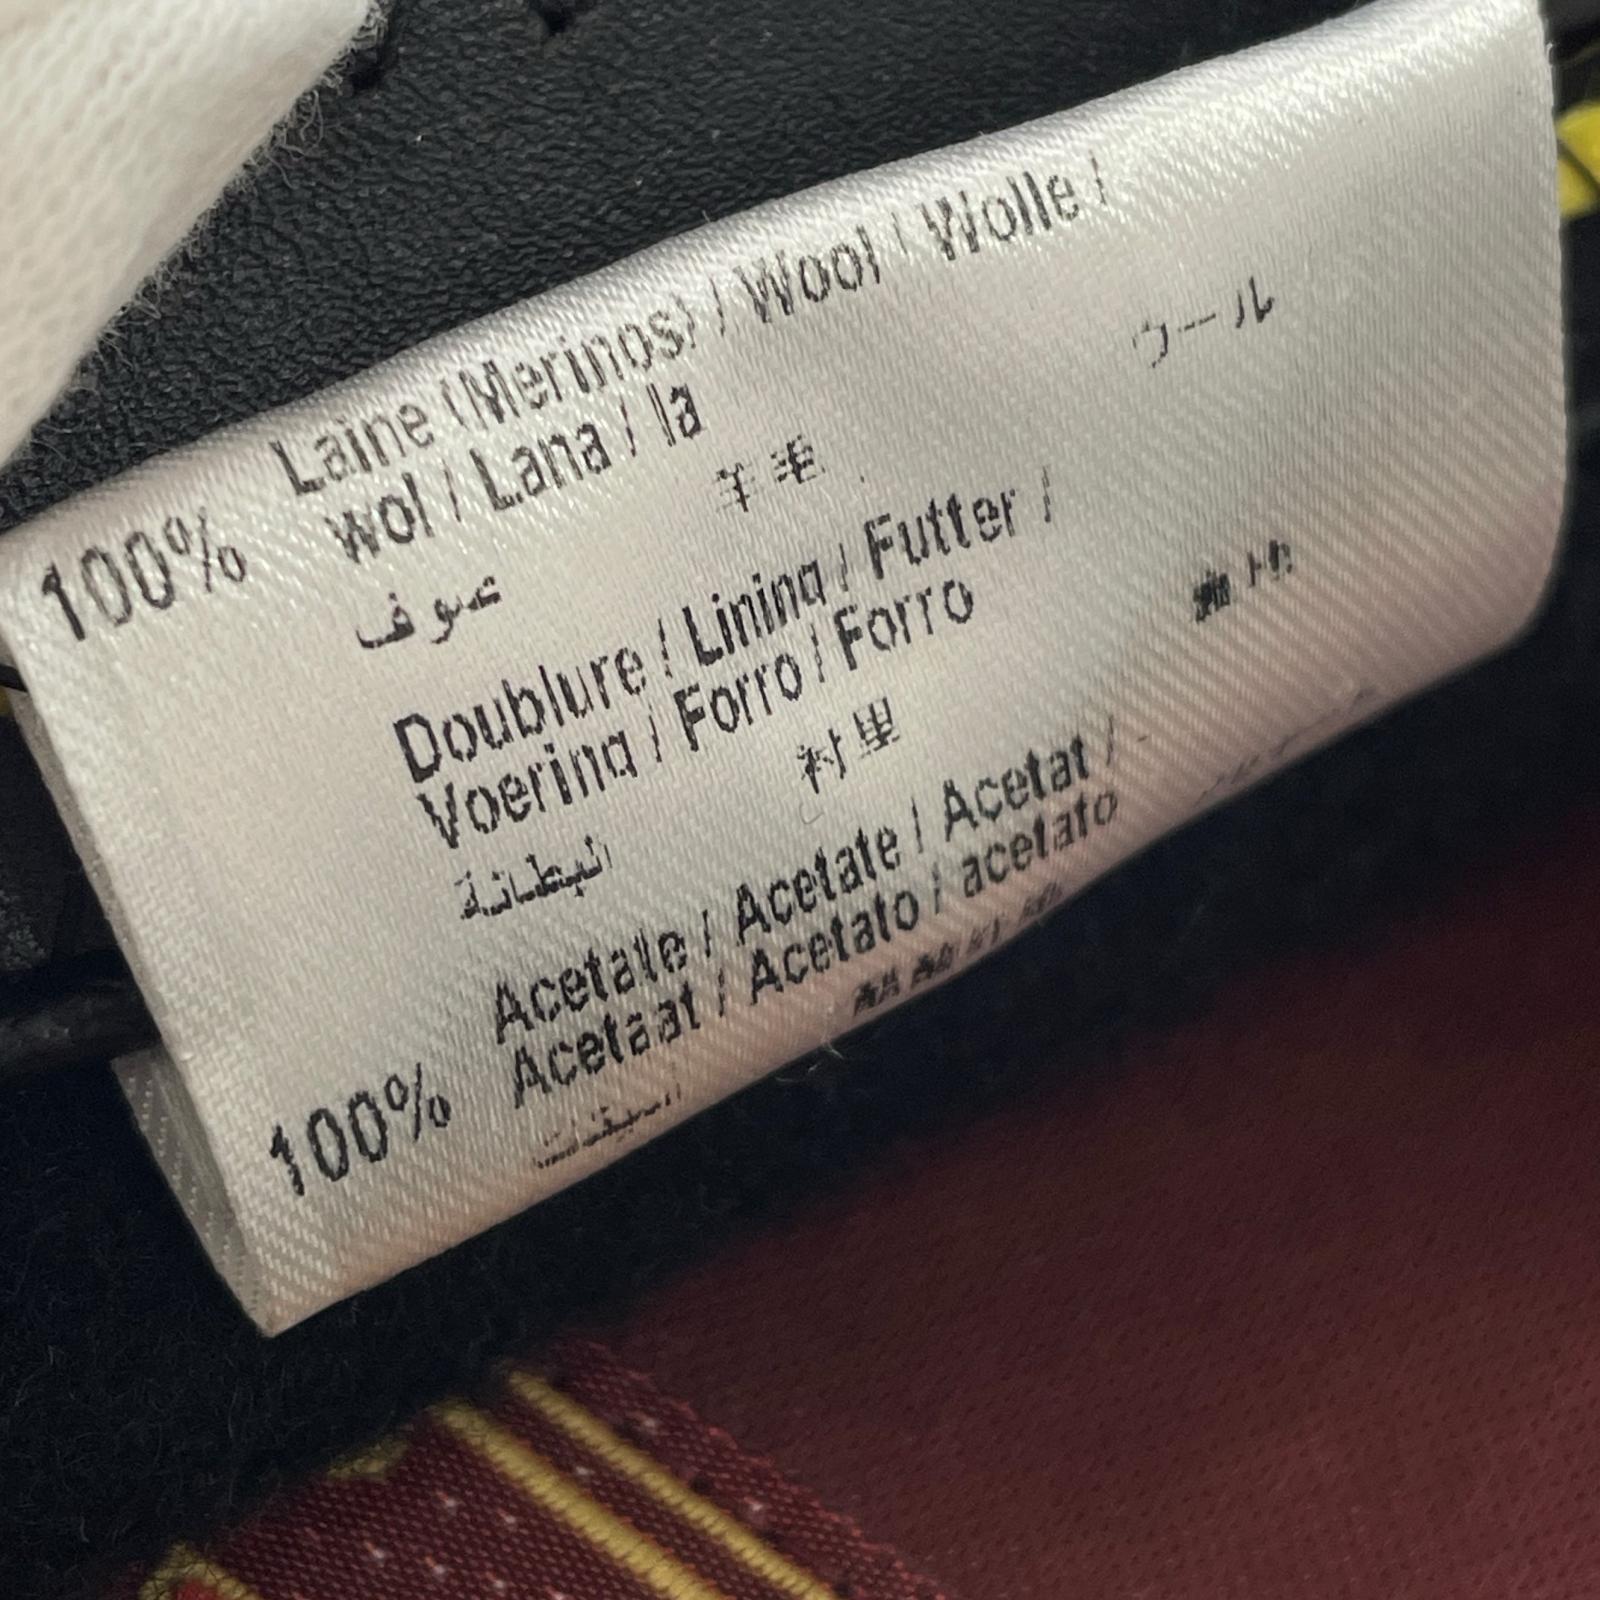 100% Laine (Merinos) / Wool / Wolle /
wol / Lana / la
ウール
羊毛
صوف
Doublure / Lining / Futter /
Voering / Forro / Forro
衬里
البطانة
100% Acetate / Acetate / Acetat /
Acetaat / Acetato / acetato